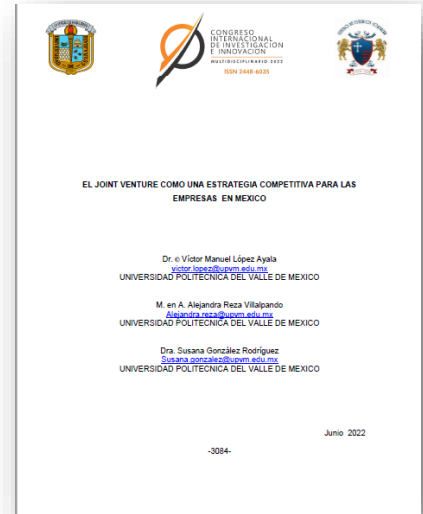 CONGRESO
INTERNACIONAL
DE INVESTIGACIÓN
E INNOVACIÓN
MULTIDISCIPLINARIO 2022
ISSN 2448-6035
EL JOINT VENTURE COMO UNA ESTRATEGIA COMPETITIVA PARA LAS
EMPRESAS EN MEXICO
Dr. © Víctor Manuel López Ayala
victor.lopez@upvm.edu.mx
UNIVERSIDAD POLITECNICA DEL VALLE DE MEXICO
M. en A. Alejandra Reza Villalpando
Alejandra.reza@upvm.edu.mx
UNIVERSIDAD POLITECNICA DEL VALLE DE MEXICO
Dra. Susana González Rodríguez
Susana.gonzalez@upvm.edu.mx
UNIVERSIDAD POLITECNICA DEL VALLE DE MEXICO
Junio 2022
-3084-